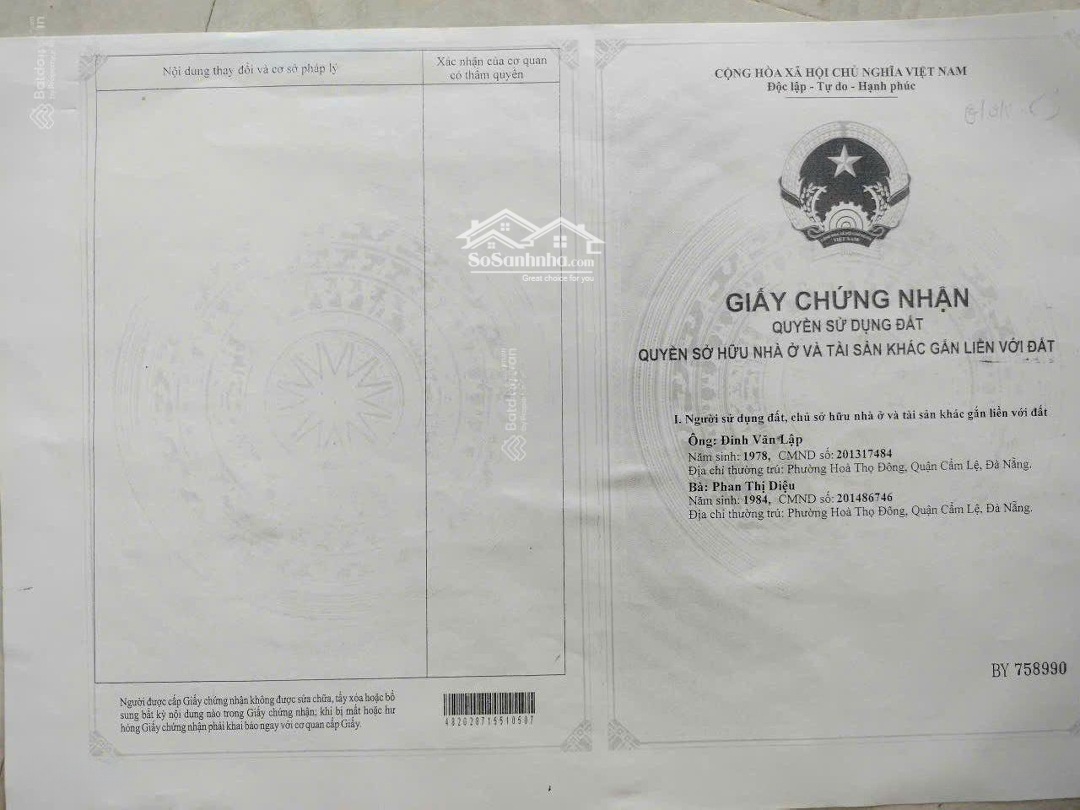 Nội dung thay đổi và cơ sở pháp lý
Xác nhận của cơ quan
có thẩm quyền
SoSanhnha.com
Great choice for you
Batdongsan
Người được cấp Giấy chứng nhận không được sửa chữa, tẩy xóa hoặc bổ
sung bất kỳ nội dung nào trong Giấy chứng nhận; khi bị mất hoặc hư
hỏng Giấy chứng nhận phải khai báo ngay với cơ quan cấp Giấy.
CỘNG HÒA XÃ HỘI CHỦ NGHĨA VIỆT NAM
Độc lập - Tự do - Hạnh phúc
VIỆT NAM
GIẤY CHỨNG NHẬN
QUYỀN SỬ DỤNG ĐẤT
QUYỀN SỞ HỮU NHÀ Ở VÀ TÀI SẢN KHÁC GẮN LIỀN VỚI ĐẤT
I. Người sử dụng đất, chủ sở hữu nhà ở và tài sản khác gắn liền với đất
Ông: Đinh Văn Lập
Năm sinh: 1978, CMND số: 201317484
Địa chỉ thường trú: Phường Hoà Thọ Đông, Quận Cẩm Lệ, Đà Nẵng.
Bà: Phan Thị Diệu
Năm sinh: 1984, CMND số: 201486746
Địa chỉ thường trú: Phường Hoà Thọ Đông, Quận Cẩm Lệ, Đà Nẵng.
BY 758990